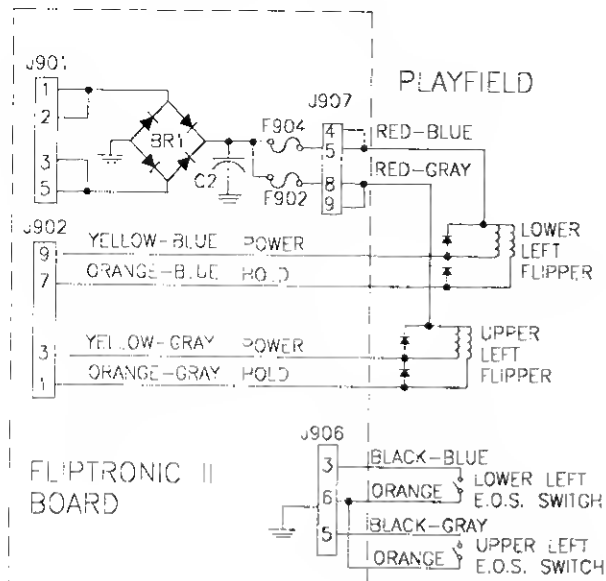 J901
1
2
3
5
BR1
C2
F904
F902
J907
4
5
8
9
PLAYFIELD
RED-BLUE
RED-GRAY
J902
9
7
3
1
YELLOW-BLUE POWER
ORANGE-BLUE HOLD
YELLOW-GRAY POWER
ORANGE-GRAY HOLD
LOWER
LEFT
FLIPPER
UPPER
LEFT
FLIPPER
FLIPTRONIC II
BOARD
J906
3
6
5
BLACK-BLUE
ORANGE
BLACK-GRAY
ORANGE
LOWER LEFT
E.O.S. SWITCH
UPPER LEFT
E.O.S. SWITCH